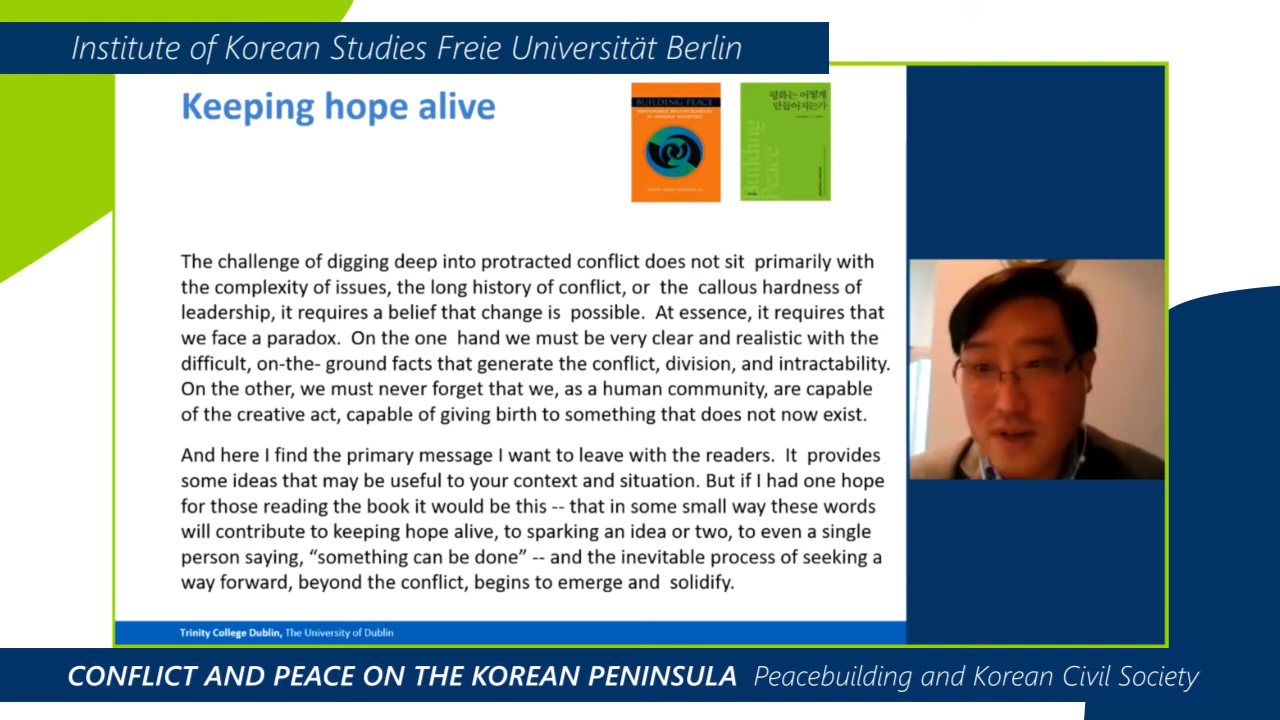 Institute of Korean Studies Freie Universität Berlin
Keeping hope alive
BUILDING PEACE
평화는 어떻게
만들어지는가
Building
Peace
The challenge of digging deep into protracted conflict does not sit primarily with
the complexity of issues, the long history of conflict, or the callous hardness of
leadership, it requires a belief that change is possible. At essence, it requires that
we face a paradox. On the one hand we must be very clear and realistic with the
difficult, on-the- ground facts that generate the conflict, division, and intractability.
On the other, we must never forget that we, as a human community, are capable
of the creative act, capable of giving birth to something that does not now exist.
And here I find the primary message I want to leave with the readers. It provides
some ideas that may be useful to your context and situation. But if I had one hope
for those reading the book it would be this -- that in some small way these words
will contribute to keeping hope alive, to sparking an idea or two, to even a single
person saying, “something can be done” -- and the inevitable process of seeking a
way forward, beyond the conflict, begins to emerge and solidify.
Trinity College Dublin, The University of Dublin
CONFLICT AND PEACE ON THE KOREAN PENINSULA Peacebuilding and Korean Civil Society